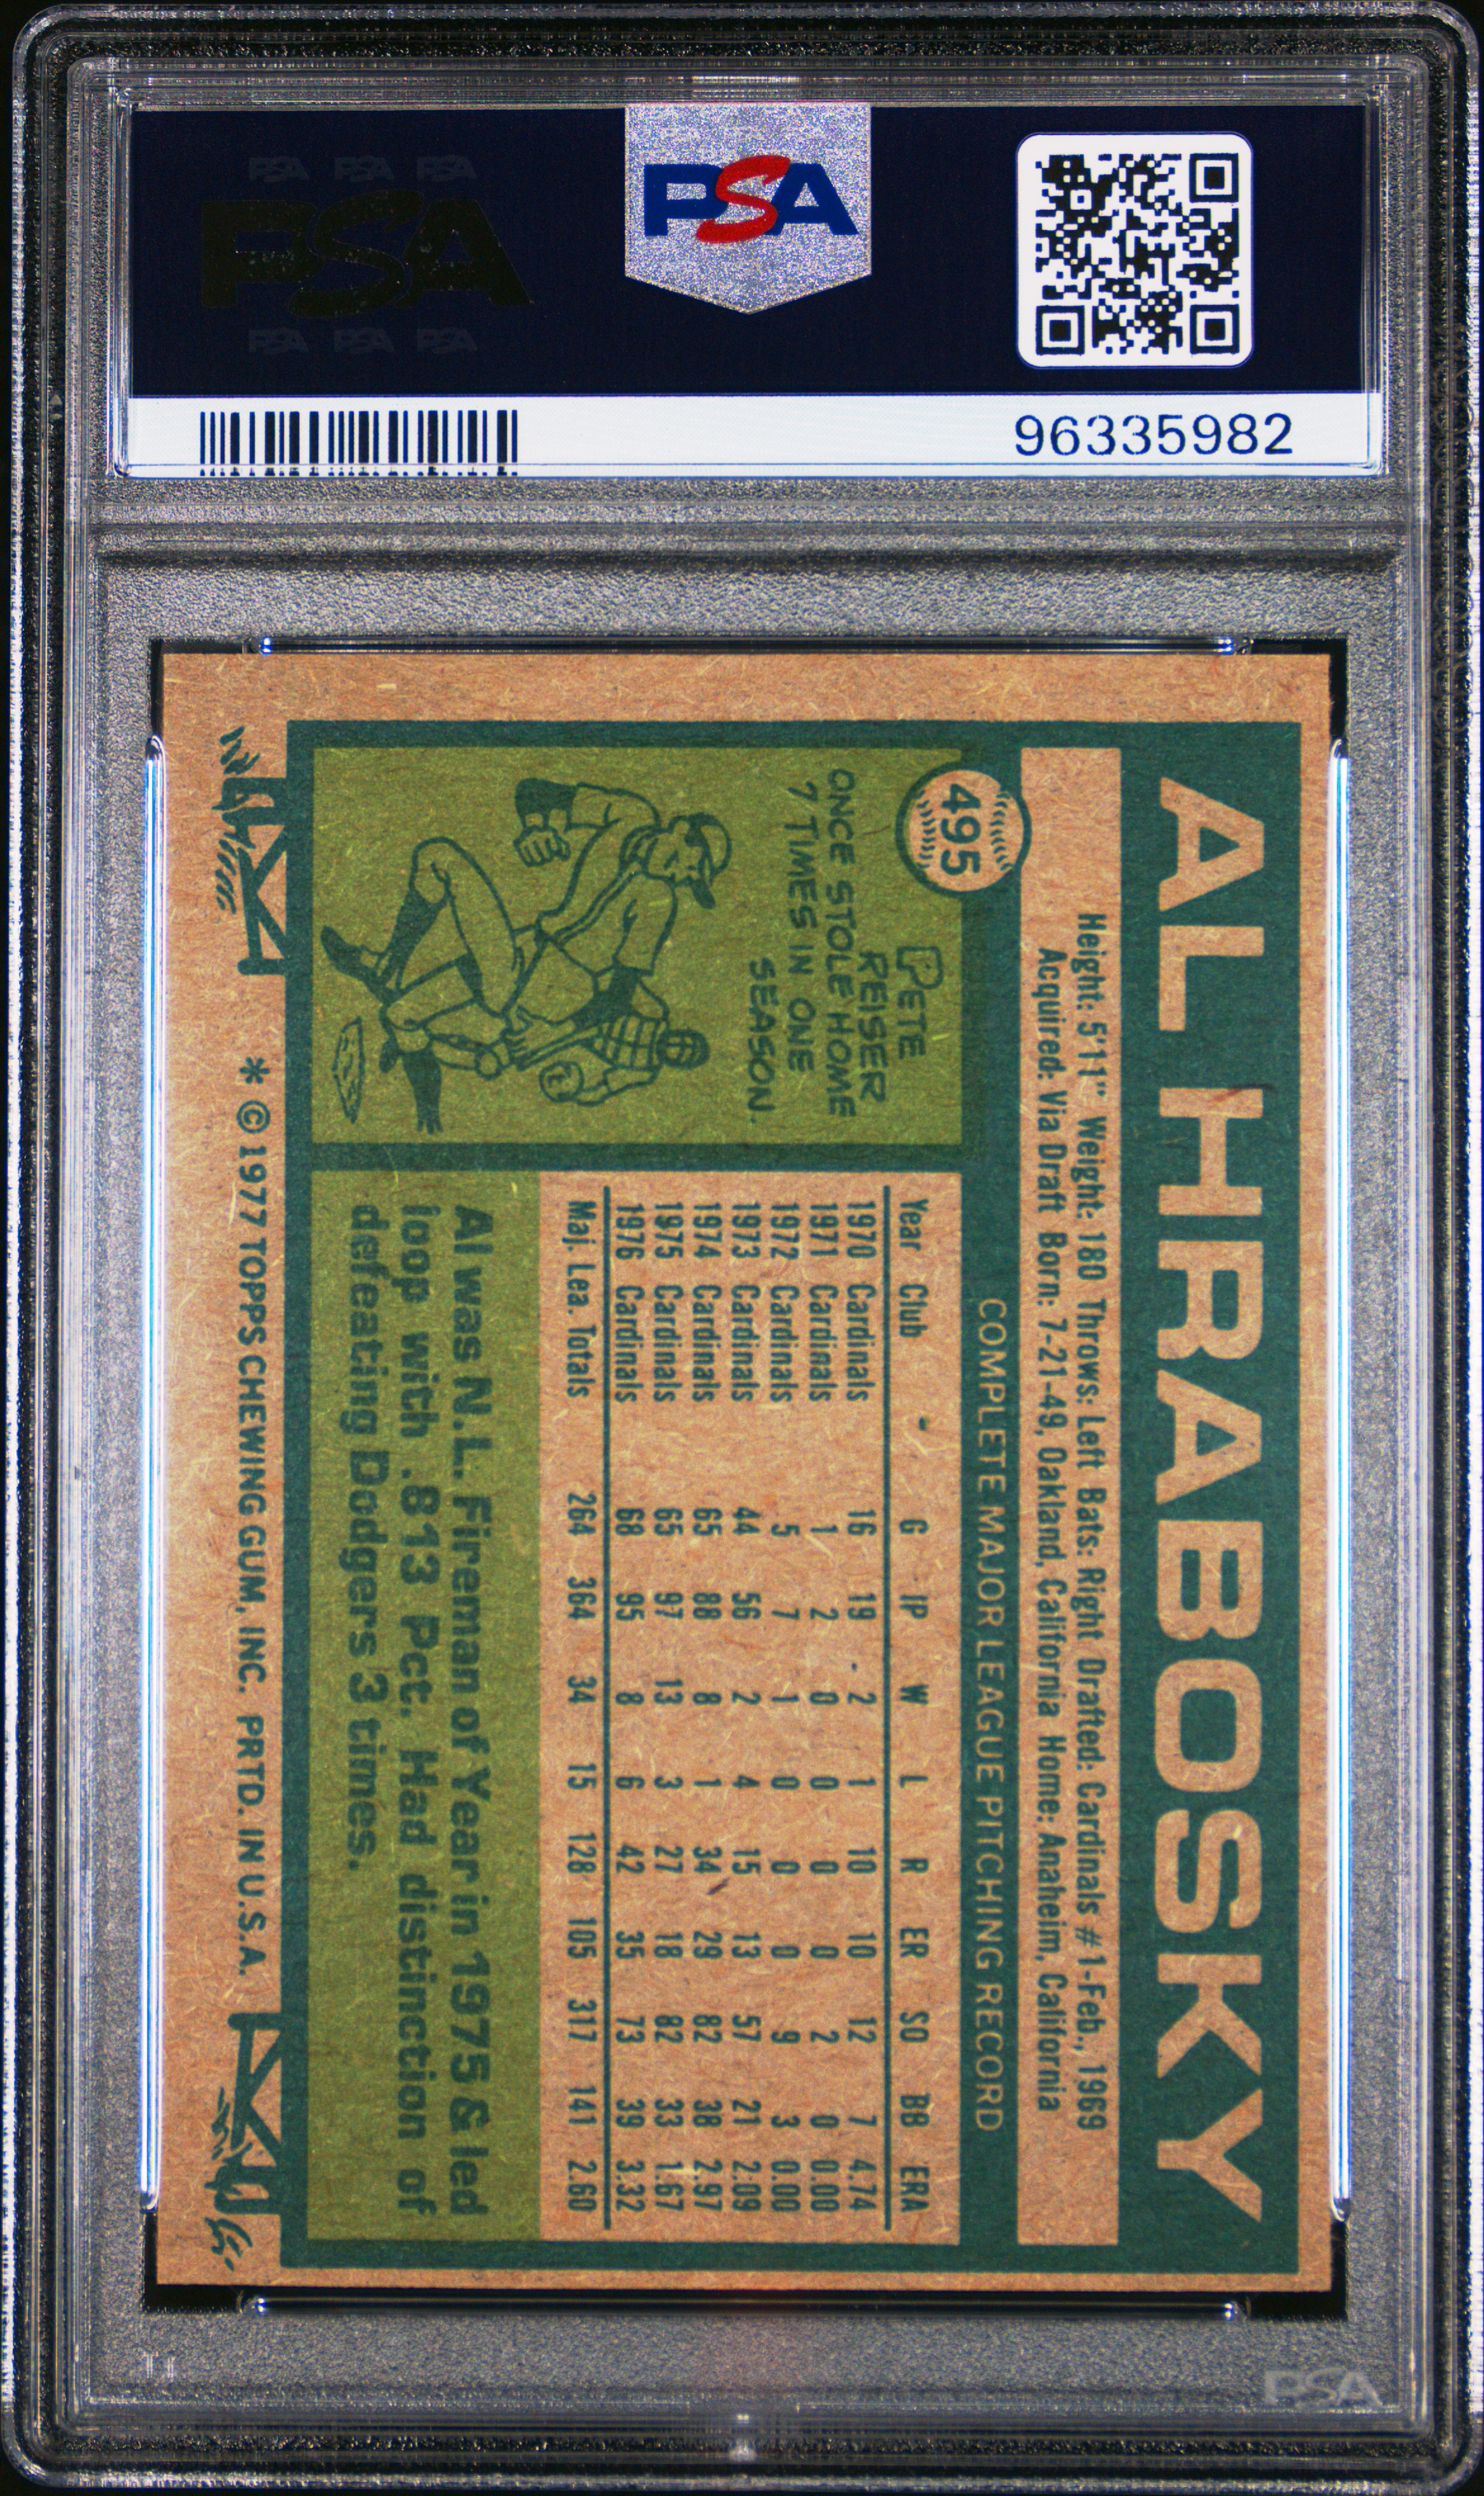 PSA PSA PSA
PSA
PSA PSA PSA
PSA
96335982
AL HRABOSKY
Height: 5'11" Weight: 180 Throws: Left Bats: Right Drafted: Cardinals #1-Feb., 1969
Acquired: Via Draft Born: 7-21-49, Oakland, California Home: Anaheim, California
495
PETE
REISER
ONCE STOLE HOME
7 TIMES IN ONE
SEASON.
COMPLETE MAJOR LEAGUE PITCHING RECORD
Year Club G IP W L R ER SO BB ERA
1970 Cardinals 16 19 2 1 10 10 12 7 4.74
1971 Cardinals 1 2 0 0 0 0 2 0 0.00
1972 Cardinals 5 7 1 0 0 0 9 3 0.00
1973 Cardinals 44 56 2 4 15 13 57 21 2.09
1974 Cardinals 65 88 8 1 34 29 82 38 2.97
1975 Cardinals 65 97 13 3 27 18 82 33 1.67
1976 Cardinals 68 95 8 6 42 35 73 39 3.32
Maj. Lea. Totals 264 364 34 15 128 105 317 141 2.60
Al was N.L. Fireman of Year in 1975 & led
loop with .813 Pct. Had distinction of
defeating Dodgers 3 times.
* ©1977 TOPPS CHEWING GUM, INC. PRTD. IN U.S.A.
PSA